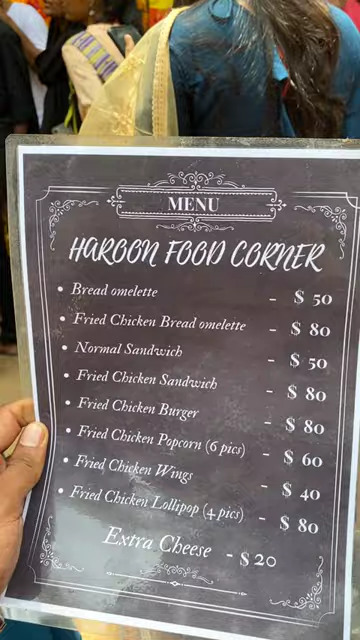 MENU
HAROON FOOD CORNER
• Bread omelette - $ 50
• Fried Chicken Bread omelette - $ 80
• Normal Sandwich - $ 50
• Fried Chicken Sandwich - $ 80
• Fried Chicken Burger - $ 80
• Fried Chicken Popcorn (6 pics) - $ 60
• Fried Chicken Wings - $ 40
• Fried Chicken Lollipop (4 pics) - $ 80
Extra Cheese - $ 20